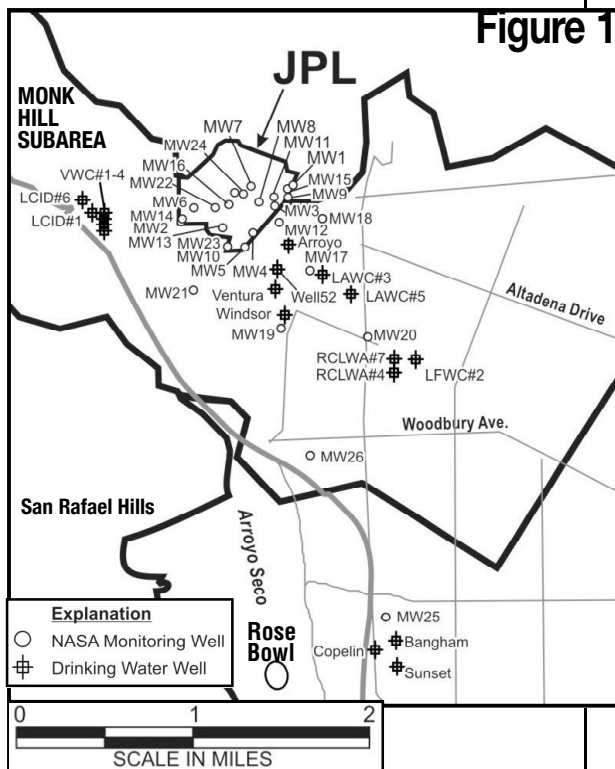 Figure 1
JPL
MONK
HILL
SUBAREA
MW7
MW8
MW24
MW11
MW16
MW1
VWC#1-4
MW22
MW15
LCID#6
MW6
MW9
LCID#1
MW14
MW3
MW18
MW2
MW12
MW13
MW23
Arroyo
MW10
MW17
MW5
MW4
LAWC#3
MW21
Ventura
Well52
LAWC#5
Altadena Drive
Windsor
MW19
MW20
RCLWA#7
RCLWA#4
LFWC#2
Woodbury Ave.
MW26
San Rafael Hills
Arroyo Seco
Explanation
NASA Monitoring Well
Drinking Water Well
Rose
Bowl
MW25
Copelin
Bangham
Sunset
0 1 2
SCALE IN MILES